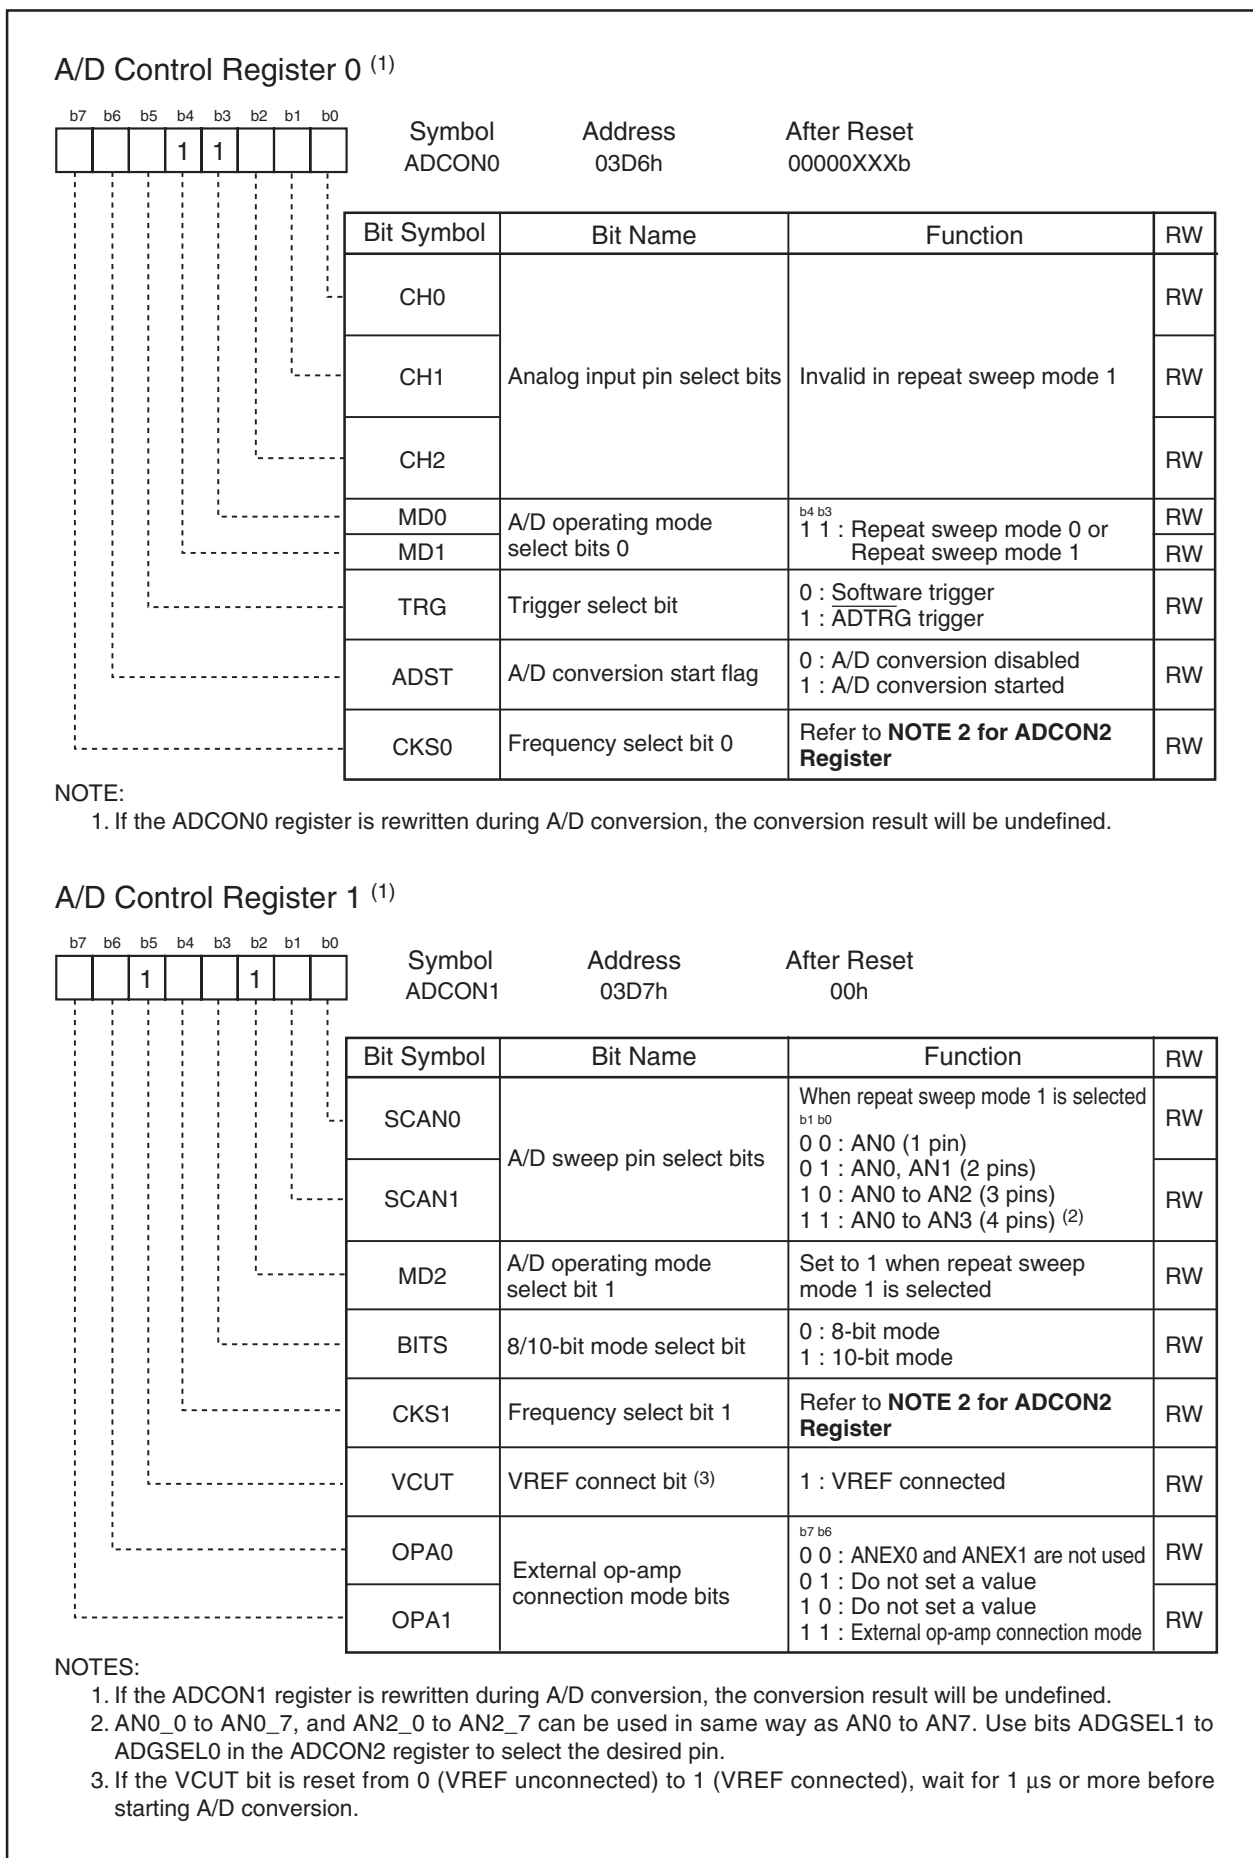 A/D Control Register 0 (1)
b7 b6 b5 b4 b3 b2 b1 b0
1 1
Symbol Address After Reset
ADCON0 03D6h 00000XXXb
Bit Symbol Bit Name Function RW
CH0 RW
CH1 Analog input pin select bits Invalid in repeat sweep mode 1 RW
CH2 RW
MD0 A/D operating mode select bits 0 b4 b3 RW
1 1 : Repeat sweep mode 0 or
MD1 Repeat sweep mode 1 RW
TRG Trigger select bit 0 : Software trigger RW
1 : ADTRG trigger
ADST A/D conversion start flag 0 : A/D conversion disabled RW
1 : A/D conversion started
CKS0 Frequency select bit 0 Refer to NOTE 2 for ADCON2 RW
Register
NOTE:
1. If the ADCON0 register is rewritten during A/D conversion, the conversion result will be undefined.
A/D Control Register 1 (1)
b7 b6 b5 b4 b3 b2 b1 b0
1 1
Symbol Address After Reset
ADCON1 03D7h 00h
Bit Symbol Bit Name Function RW
When repeat sweep mode 1 is selected
SCAN0 b1 b0 RW
0 0 : AN0 (1 pin)
A/D sweep pin select bits 0 1 : AN0, AN1 (2 pins)
SCAN1 1 0 : AN0 to AN2 (3 pins) RW
1 1 : AN0 to AN3 (4 pins) (2)
MD2 A/D operating mode Set to 1 when repeat sweep RW
select bit 1 mode 1 is selected
BITS 8/10-bit mode select bit 0 : 8-bit mode RW
1 : 10-bit mode
CKS1 Frequency select bit 1 Refer to NOTE 2 for ADCON2 RW
Register
VCUT VREF connect bit (3) 1 : VREF connected RW
b7 b6
OPA0 External op-amp 0 0 : ANEX0 and ANEX1 are not used RW
connection mode bits 0 1 : Do not set a value
OPA1 1 0 : Do not set a value RW
1 1 : External op-amp connection mode
NOTES:
1. If the ADCON1 register is rewritten during A/D conversion, the conversion result will be undefined.
2. AN0_0 to AN0_7, and AN2_0 to AN2_7 can be used in same way as AN0 to AN7. Use bits ADGSEL1 to
ADGSEL0 in the ADCON2 register to select the desired pin.
3. If the VCUT bit is reset from 0 (VREF unconnected) to 1 (VREF connected), wait for 1 µs or more before
starting A/D conversion.